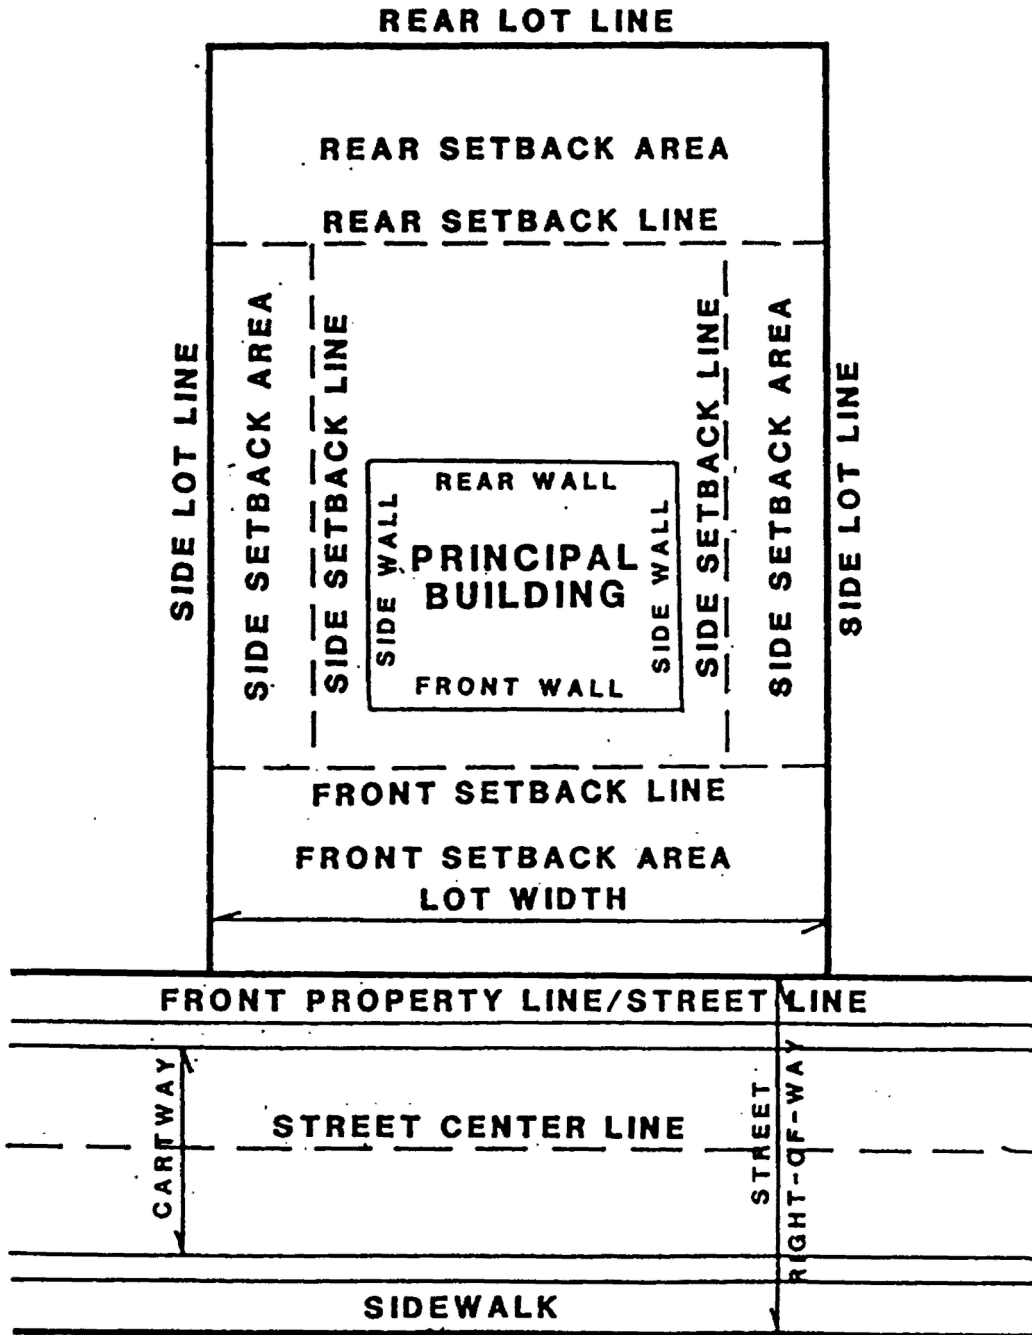 REAR LOT LINE
REAR SETBACK AREA
REAR SETBACK LINE
SIDE LOT LINE
SIDE SETBACK AREA
SIDE SETBACK LINE
SIDE SETBACK LINE
SIDE SETBACK AREA
SIDE LOT LINE
REAR WALL
SIDE WALL
PRINCIPAL
BUILDING
SIDE WALL
FRONT WALL
FRONT SETBACK LINE
FRONT SETBACK AREA
LOT WIDTH
FRONT PROPERTY LINE/STREET LINE
CARTWAY
STREET CENTER LINE
STREET
RIGHT-OF-WAY
SIDEWALK